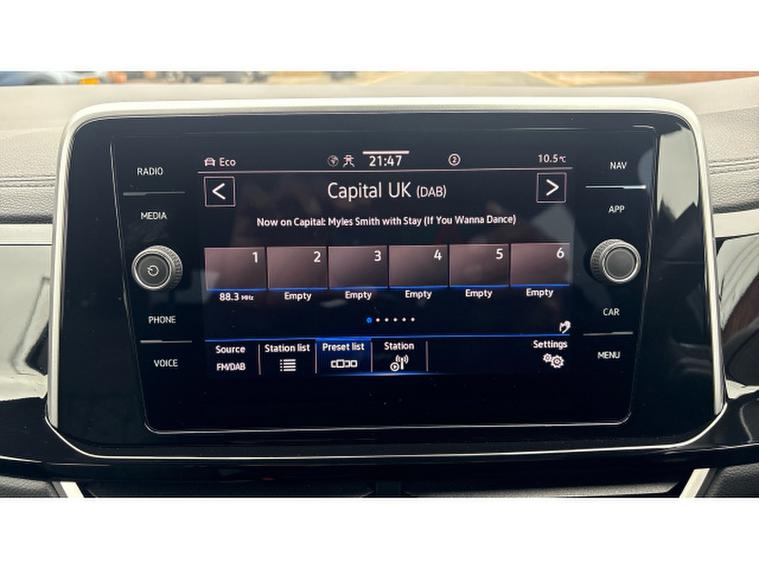 RADIO
MEDIA
PHONE
VOICE
Eco
21:47
2
10.5°C
Capital UK (DAB)
Now on Capital: Myles Smith with Stay (If You Wanna Dance)
1 2 3 4 5 6
88.3 MHz Empty Empty Empty Empty Empty
Source Station list Preset list Station Settings
FM/DAB
NAV
APP
CAR
MENU